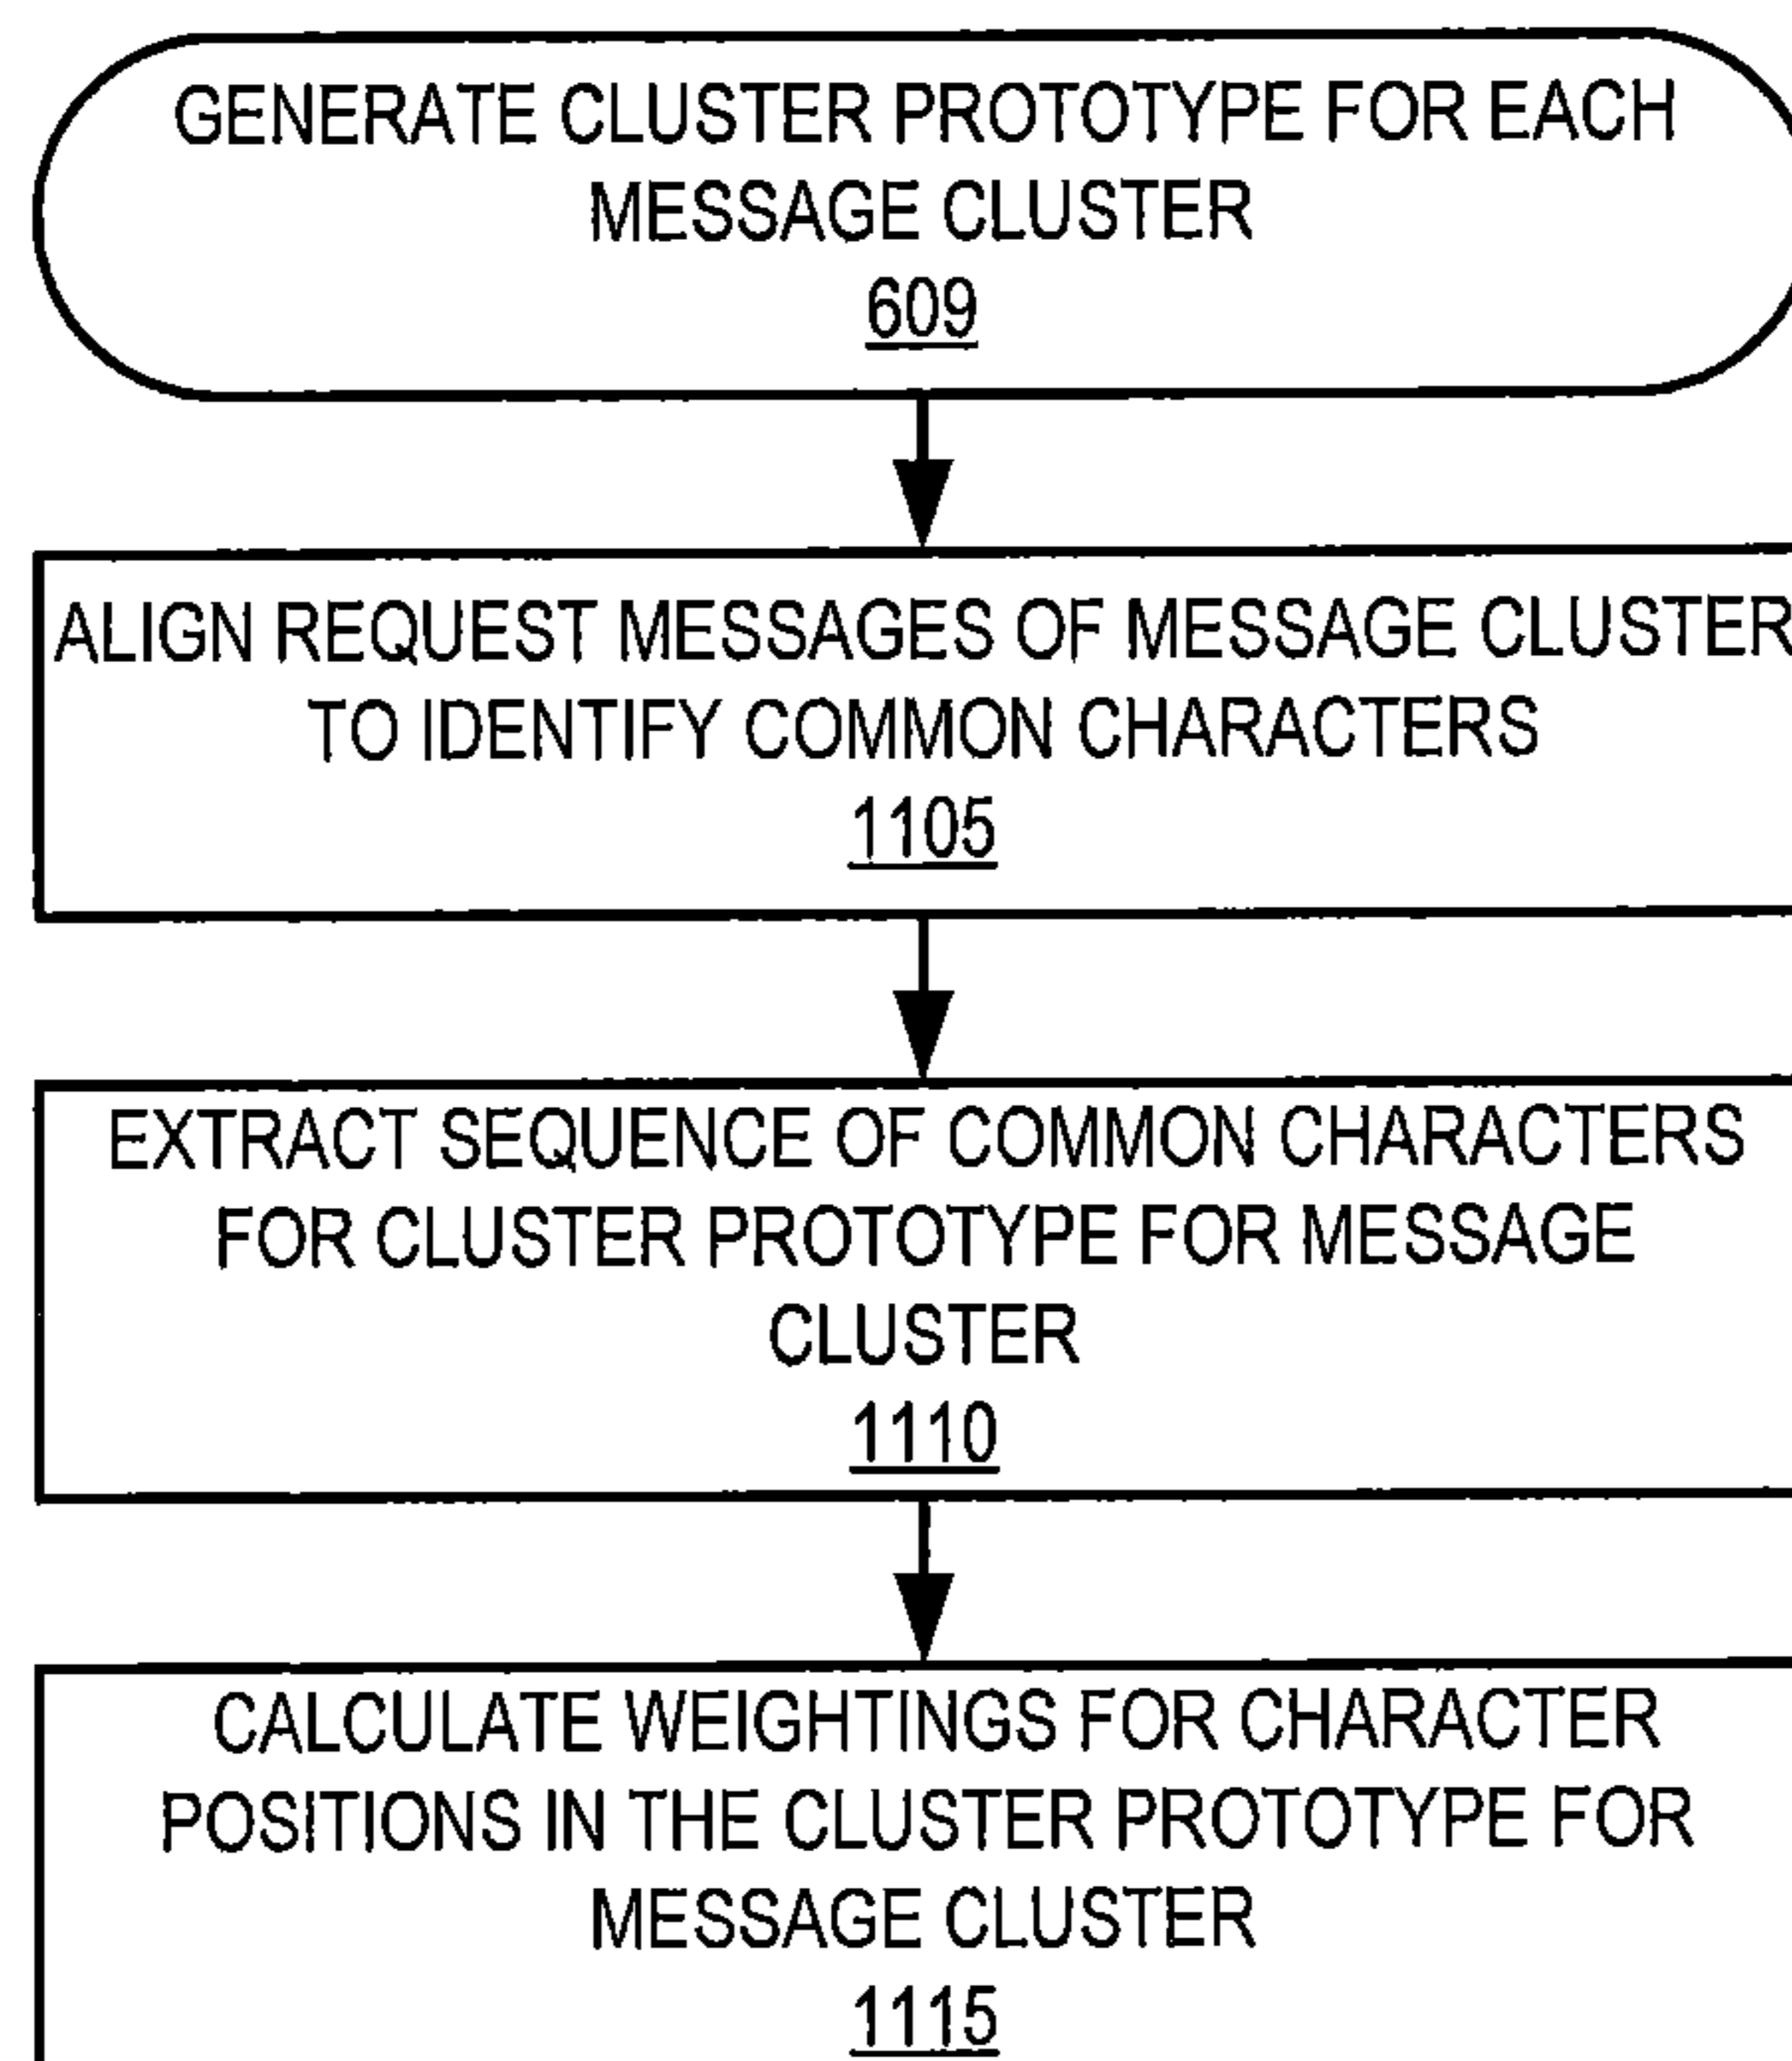 GENERATE CLUSTER PROTOTYPE FOR EACH
MESSAGE CLUSTER
609
ALIGN REQUEST MESSAGES OF MESSAGE CLUSTER
TO IDENTIFY COMMON CHARACTERS
1105
EXTRACT SEQUENCE OF COMMON CHARACTERS
FOR CLUSTER PROTOTYPE FOR MESSAGE
CLUSTER
1110
CALCULATE WEIGHTINGS FOR CHARACTER
POSITIONS IN THE CLUSTER PROTOTYPE FOR
MESSAGE CLUSTER
1115